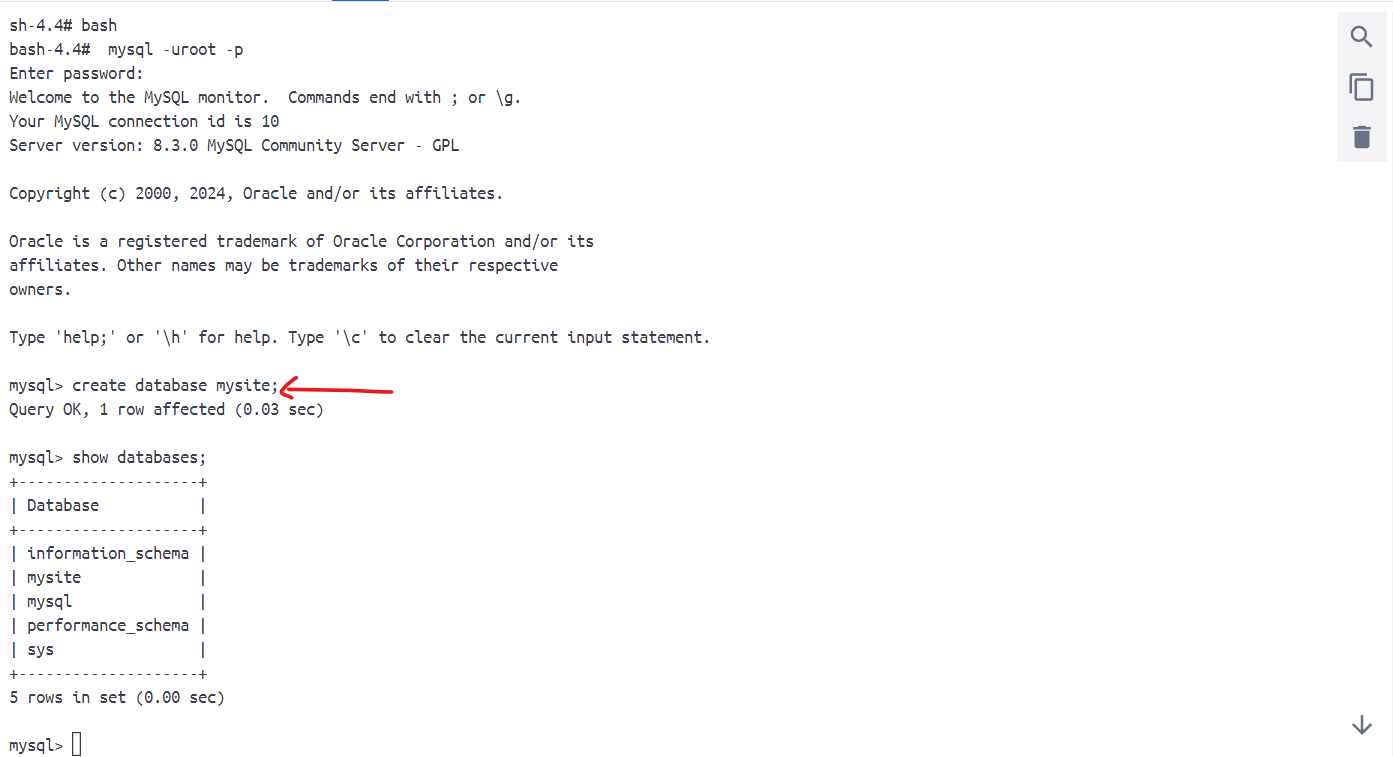 sh-4.4# bash
bash-4.4#  mysql -uroot -p
Enter password:
Welcome to the MySQL monitor.  Commands end with ; or \g.
Your MySQL connection id is 10
Server version: 8.3.0 MySQL Community Server - GPL

Copyright (c) 2000, 2024, Oracle and/or its affiliates.

Oracle is a registered trademark of Oracle Corporation and/or its
affiliates. Other names may be trademarks of their respective
owners.

Type 'help;' or '\h' for help. Type '\c' to clear the current input statement.

mysql> create database mysite;
Query OK, 1 row affected (0.03 sec)

mysql> show databases;
+--------------------+
| Database           |
+--------------------+
| information_schema |
| mysite             |
| mysql              |
| performance_schema |
| sys                |
+--------------------+
5 rows in set (0.00 sec)

mysql>